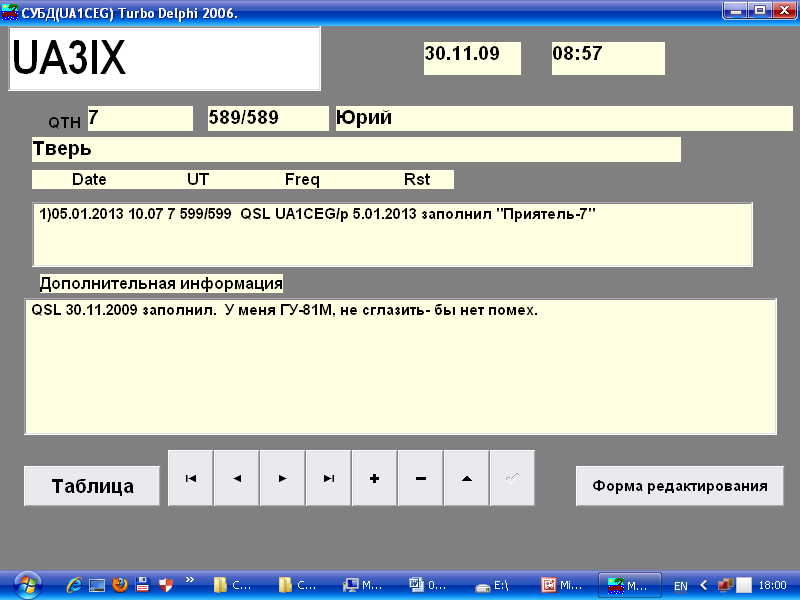 СУБД(UA1CEG) Turbo Delphi 2006.
UA3IX
30.11.09 08:57
QTH 7 589/589 Юрий
Тверь
Date UT Freq Rst
1)05.01.2013 10.07 7 599/599 QSL UA1CEG/p 5.01.2013 заполнил "Приятель-7"
Дополнительная информация
QSL 30.11.2009 заполнил. У меня ГУ-81М, не сглазить- бы нет помех.
Таблица
Форма редактирования
С... С... М... 0... E:\ Mi... М... EN 14:00